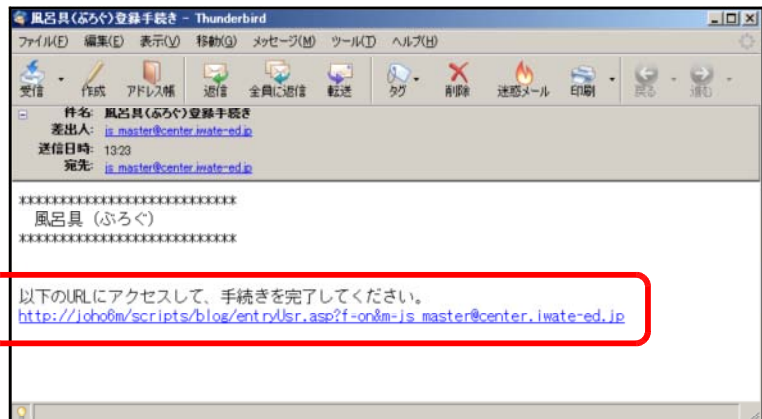 風呂具(ぶろぐ)登録手続き - Thunderbird
ファイル(F) 編集(E) 表示(V) 移動(G) メッセージ(M) ツール(T) ヘルプ(H)
受信 作成 アドレス帳 返信 全員に返信 転送 タグ 削除 迷惑メール 印刷 戻る 進む
件名: 風呂具(ぶろぐ)登録手続き
差出人: js_master@center.iwate-ed.jp
送信日時: 13:23
宛先: js_master@center.iwate-ed.jp
****************************
風呂具（ぶろぐ）
****************************
以下のURLにアクセスして、手続きを完了してください。
http://joho6m/scripts/blog/entryUsr.asp?f-on&m-js_master@center.iwate-ed.jp